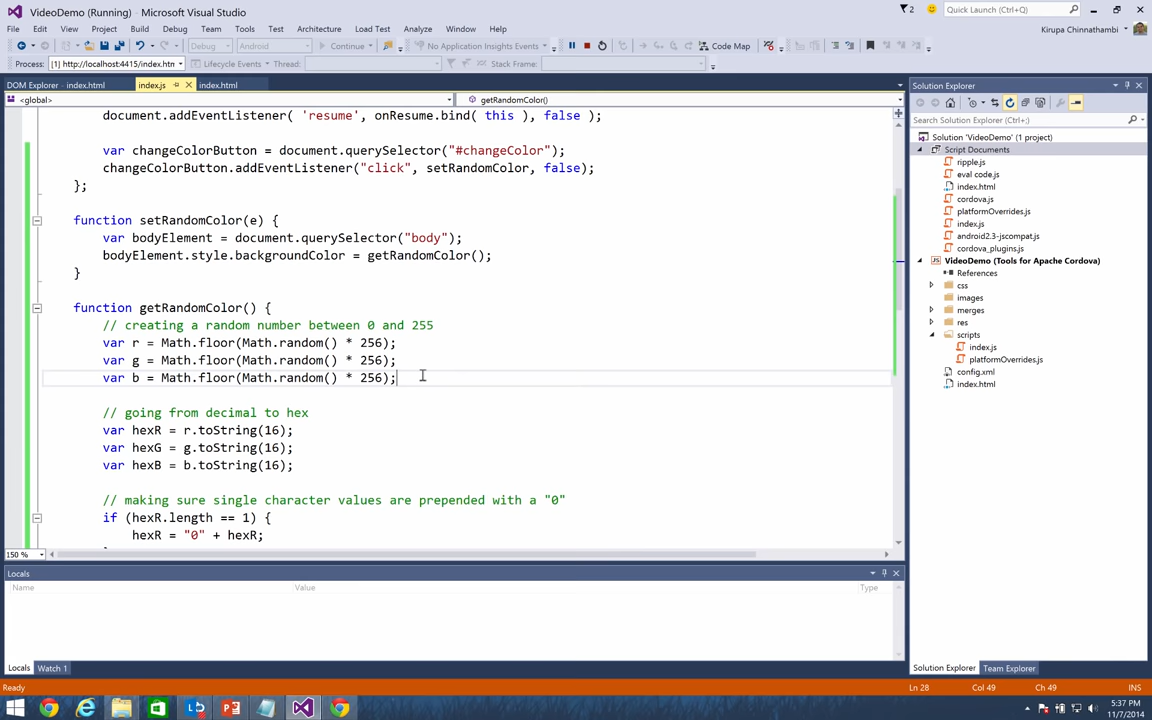 VideoDemo (Running) - Microsoft Visual Studio
2
Quick Launch (Ctrl+Q)
File Edit View Project Build Debug Team Tools Test Architecture Load Test Analyze Window Help
Kirupa Chinnathambi
Debug Android Continue No Application Insights Events Code Map
Process: [1] http://localhost:4415/index.htm Lifecycle Events Thread: Stack Frame:
DOM Explorer - index.html index.js index.html
<global> getRandomColor()
document.addEventListener( 'resume', onResume.bind( this ), false );
var changeColorButton = document.querySelector("#changeColor");
changeColorButton.addEventListener("click", setRandomColor, false);
};
function setRandomColor(e) {
var bodyElement = document.querySelector("body");
bodyElement.style.backgroundColor = getRandomColor();
}
function getRandomColor() {
// creating a random number between 0 and 255
var r = Math.floor(Math.random() * 256);
var g = Math.floor(Math.random() * 256);
var b = Math.floor(Math.random() * 256);
// going from decimal to hex
var hexR = r.toString(16);
var hexG = g.toString(16);
var hexB = b.toString(16);
// making sure single character values are prepended with a "0"
if (hexR.length == 1) {
hexR = "0" + hexR;
150 %
Solution Explorer
Search Solution Explorer (Ctrl+;)
Solution 'VideoDemo' (1 project)
Script Documents
ripple.js
eval code.js
index.html
cordova.js
platformOverrides.js
index.js
android2.3-jscompat.js
cordova_plugins.js
VideoDemo (Tools for Apache Cordova)
References
css
images
merges
res
scripts
index.js
platformOverrides.js
config.xml
index.html
Solution Explorer Team Explorer
Locals
Name Value Type
Locals Watch 1
Ready Ln 28 Col 49 Ch 49 INS
5:37 PM
11/7/2014